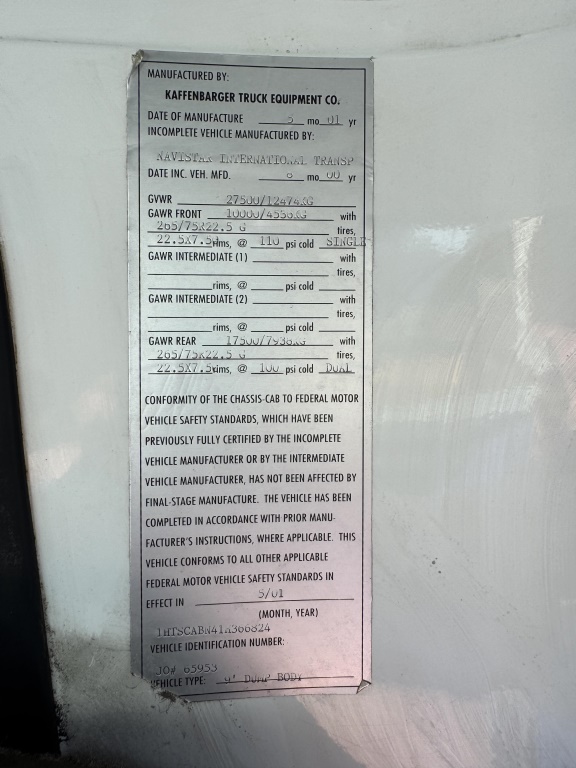 MANUFACTURED BY:
KAFFENBARGER TRUCK EQUIPMENT CO.
DATE OF MANUFACTURE 5 mo 01 yr
INCOMPLETE VEHICLE MANUFACTURED BY:
NAVISTAR INTERNATIONAL TRANSP
DATE INC. VEH. MFD. 8 mo 00 yr
GVWR 27500/12474KG
GAWR FRONT 10000/4536KG with
265/75R22.5 G tires,
22.5X7.5 rims, @ 110 psi cold SINGLE
GAWR INTERMEDIATE (1) with
tires,
rims, @ psi cold
GAWR INTERMEDIATE (2) with
tires,
rims, @ psi cold
GAWR REAR 17500/7938KG with
265/75R22.5 G tires,
22.5X7.5 rims, @ 100 psi cold DUAL
CONFORMITY OF THE CHASSIS-CAB TO FEDERAL MOTOR
VEHICLE SAFETY STANDARDS, WHICH HAVE BEEN
PREVIOUSLY FULLY CERTIFIED BY THE INCOMPLETE
VEHICLE MANUFACTURER OR BY THE INTERMEDIATE
VEHICLE MANUFACTURER, HAS NOT BEEN AFFECTED BY
FINAL-STAGE MANUFACTURE. THE VEHICLE HAS BEEN
COMPLETED IN ACCORDANCE WITH PRIOR MANU-
FACTURER'S INSTRUCTIONS, WHERE APPLICABLE. THIS
VEHICLE CONFORMS TO ALL OTHER APPLICABLE
FEDERAL MOTOR VEHICLE SAFETY STANDARDS IN
EFFECT IN 5/01
(MONTH, YEAR)
VEHICLE IDENTIFICATION NUMBER:
JO# 65953
VEHICLE TYPE: 9' DUMP BODY